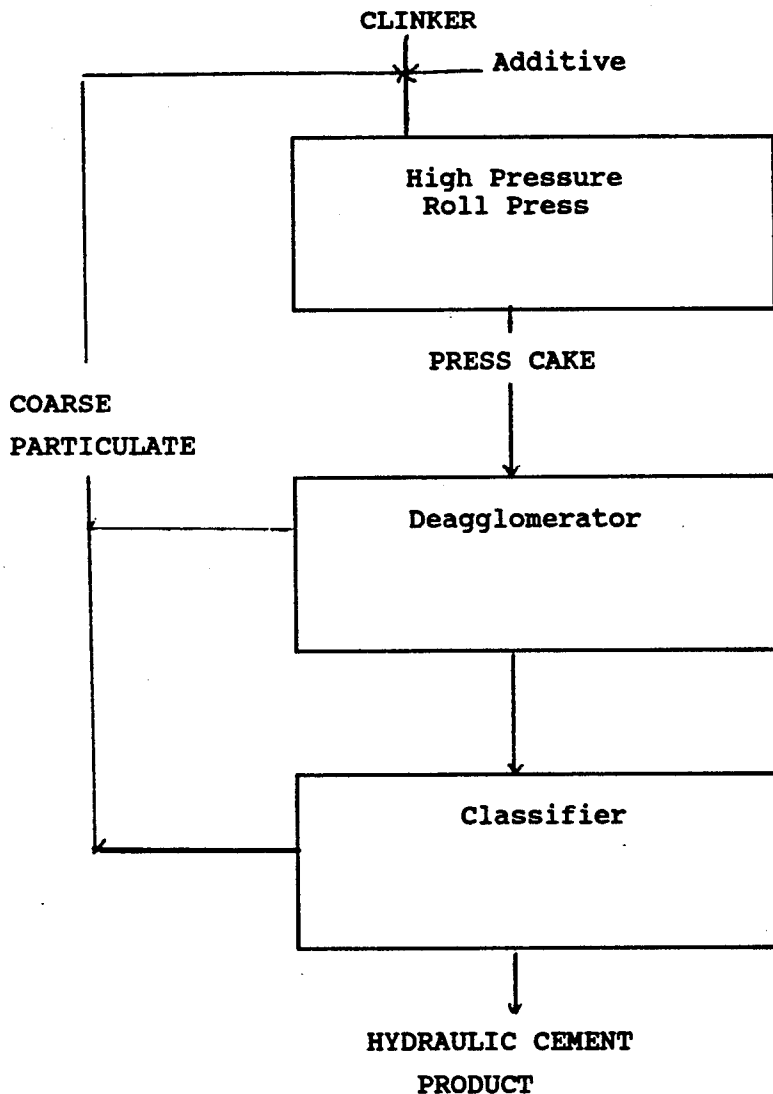 CLINKER
Additive
High Pressure
Roll Press
PRESS CAKE
COARSE
PARTICULATE
Deagglomerator
Classifier
HYDRAULIC CEMENT
PRODUCT